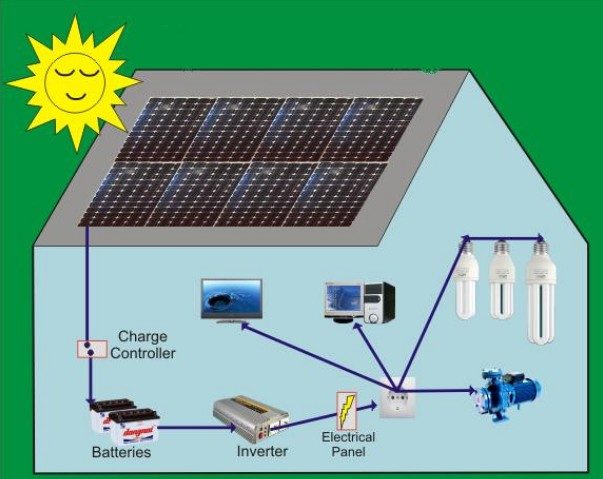 Charge
Controller
Batteries
Inverter
Electrical
Panel